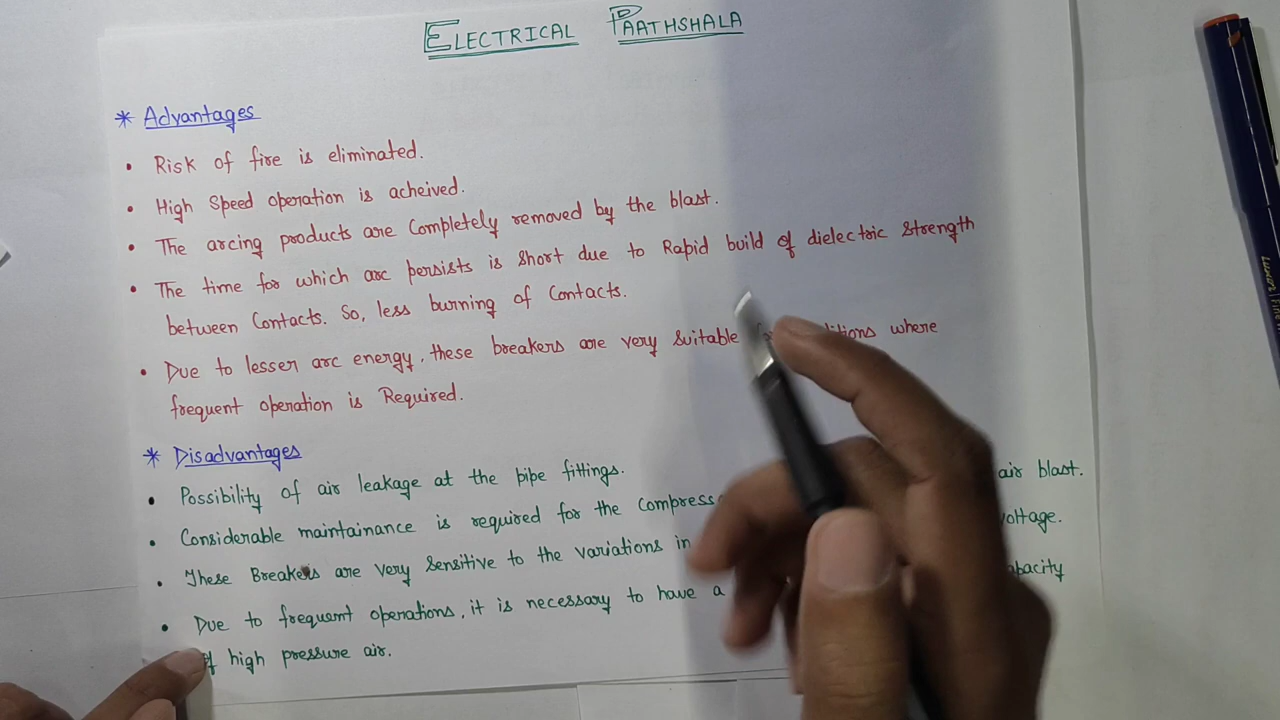 ELECTRICAL PAATHSHALA
* Advantages
• Risk of fire is eliminated.
• High Speed operation is acheived.
• The arcing products are Completely removed by the blast.
• The time for which arc persists is short due to Rapid build of dielectric strength
between Contacts. So, less burning of Contacts.
• Due to lesser arc energy, these breakers are very suitable where
frequent operation is Required.
* Disadvantages
• Possibility of air leakage at the pipe fittings.
• Considerable maintainance is required for the air blast.
• These Breakers are very sensitive to the variations in voltage.
• Due to frequent operations, it is necessary to have a
of high pressure air.